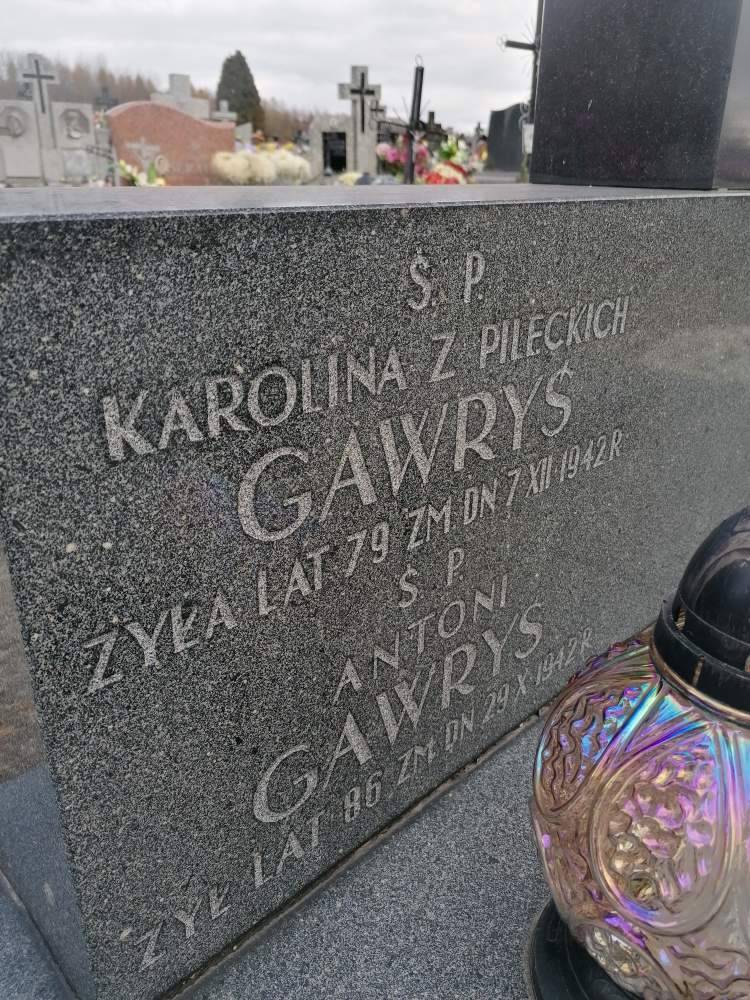 Ś. P.
KAROLINA Z PILECKICH
GAWRYŚ
ŻYŁA LAT 79 ZM DN 7 XII 1942 R
Ś. P.
ANTONI
GAWRYŚ
ŻYŁ LAT 86 ZM. DN 29 X 1942 R